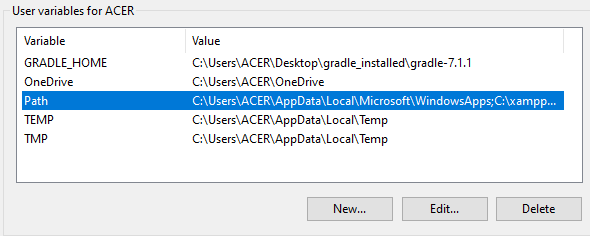 User variables for ACER
Variable Value
GRADLE_HOME C:\Users\ACER\Desktop\gradle_installed\gradle-7.1.1
OneDrive C:\Users\ACER\OneDrive
Path C:\Users\ACER\AppData\Local\Microsoft\WindowsApps;C:\xampp...
TEMP C:\Users\ACER\AppData\Local\Temp
TMP C:\Users\ACER\AppData\Local\Temp
New... Edit... Delete